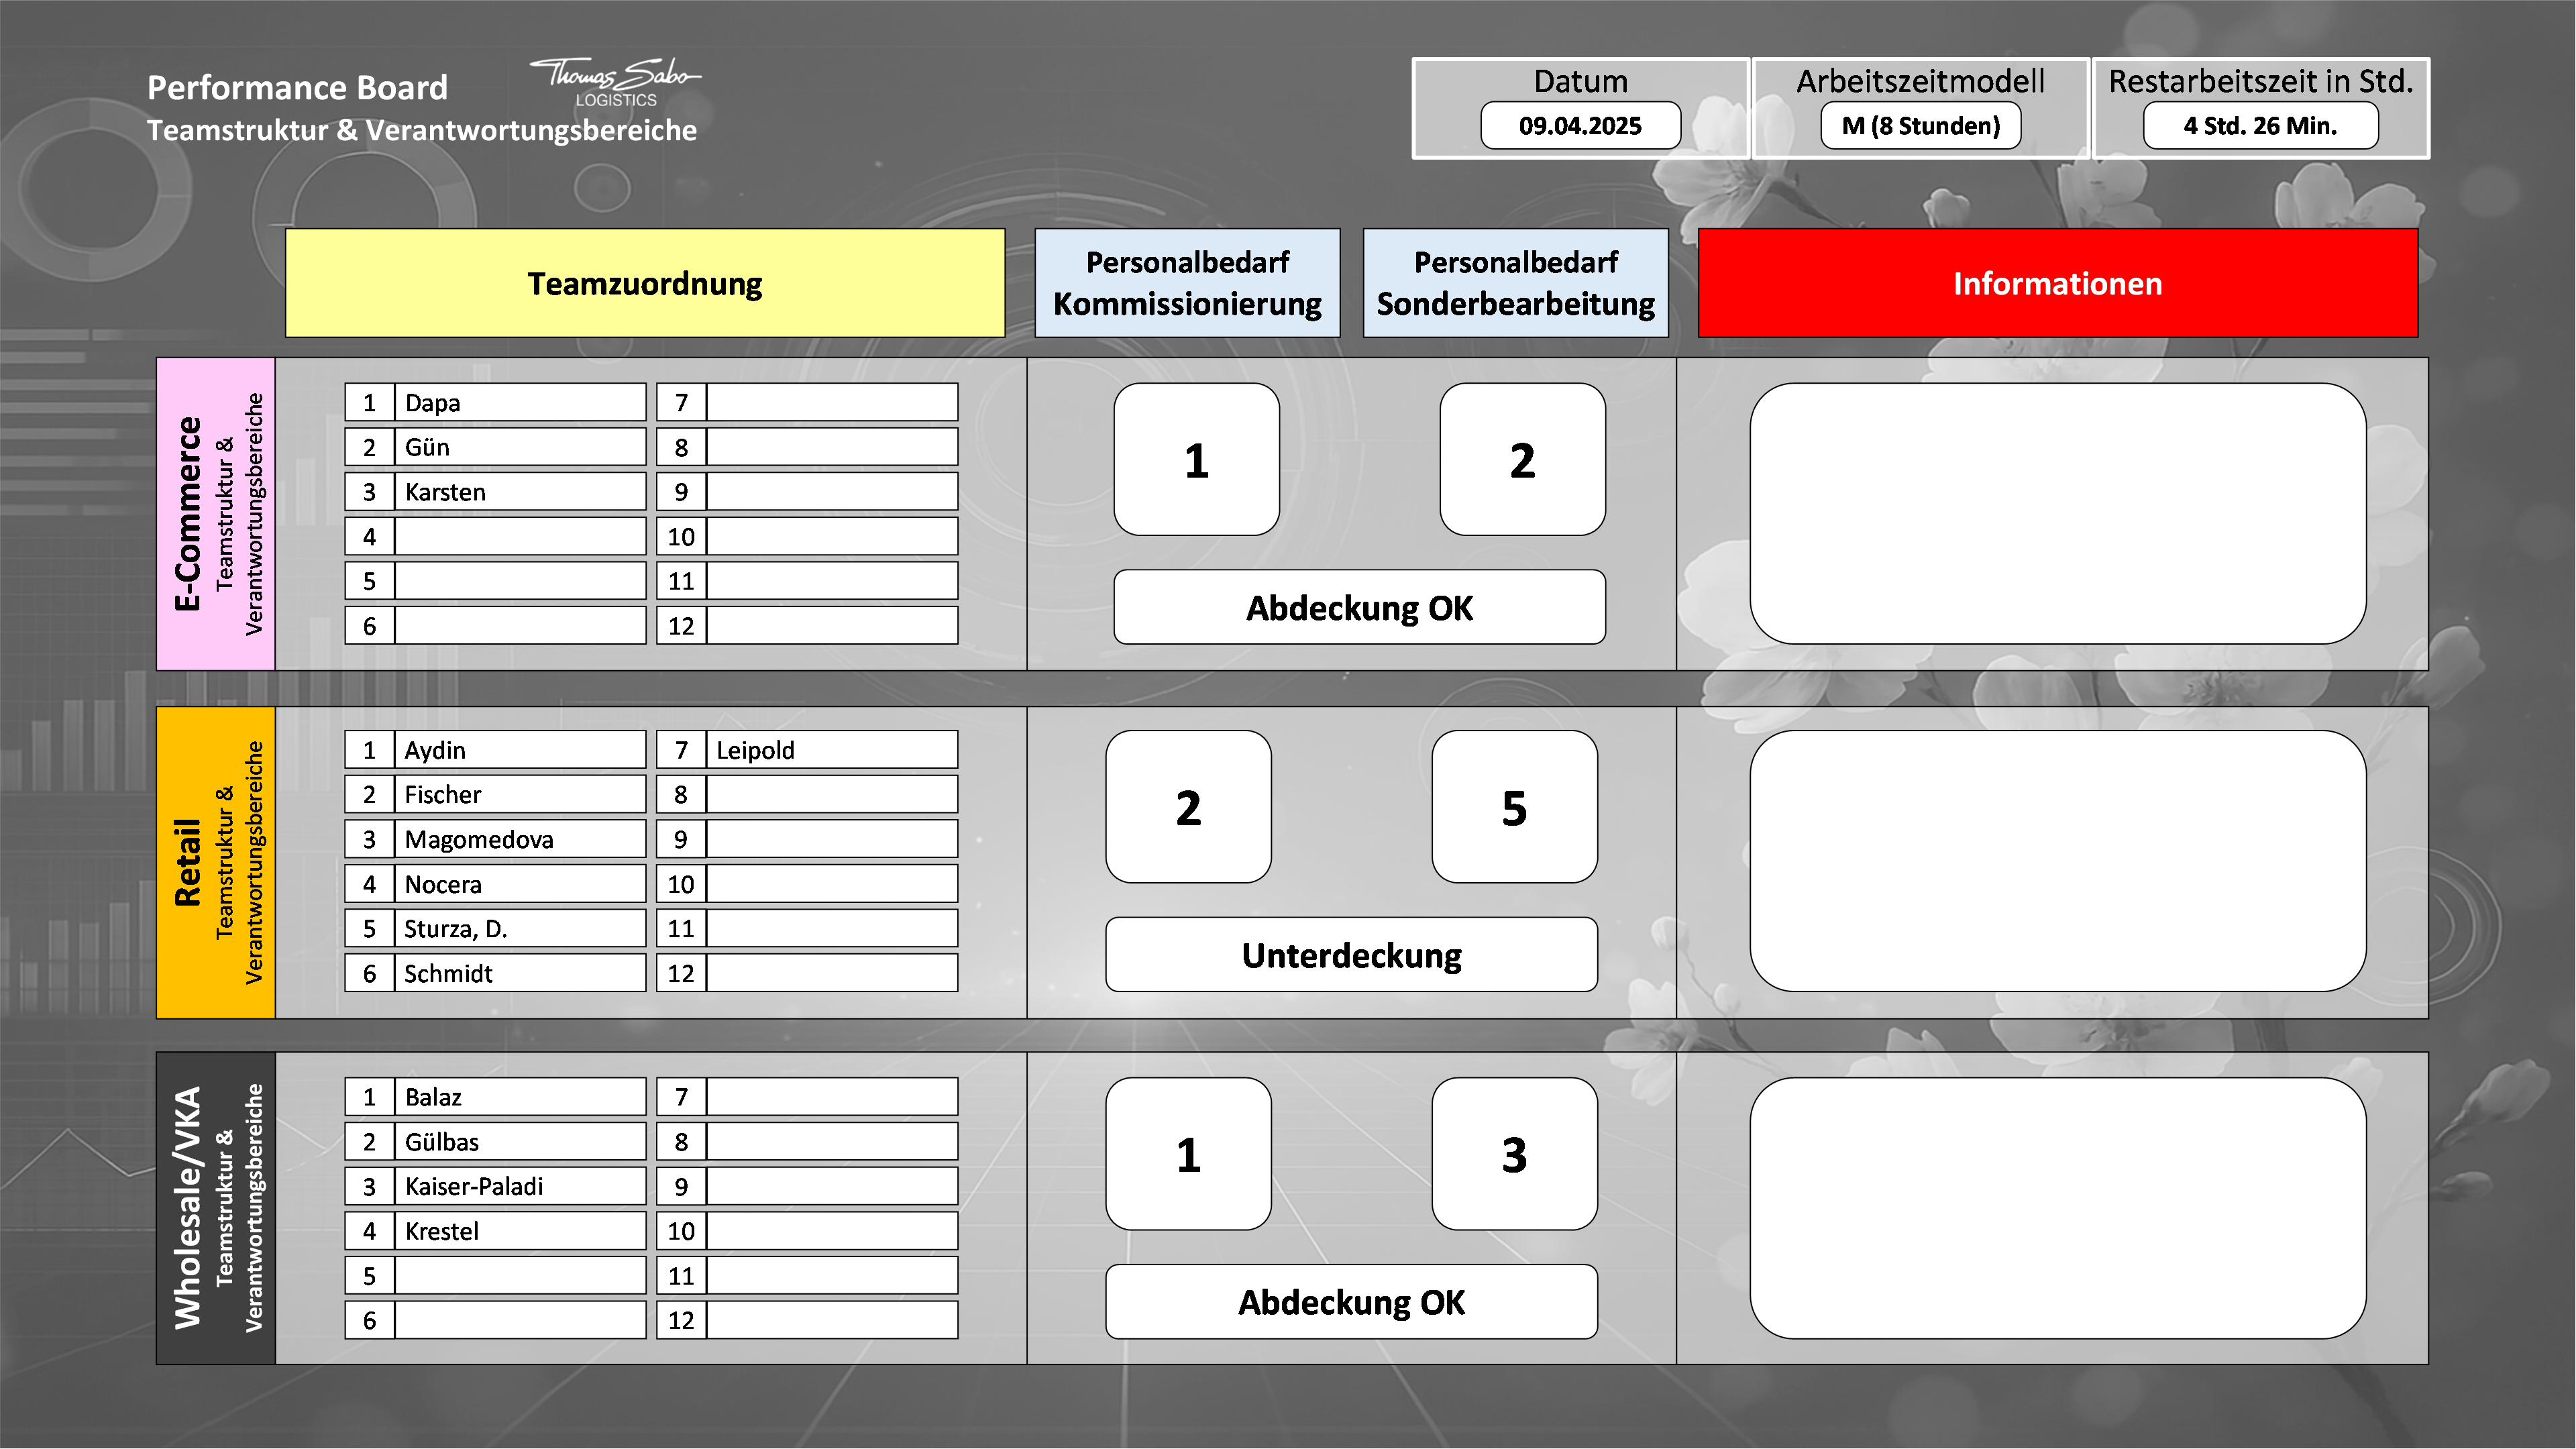 Performance Board
Thomas Sabo
LOGISTICS
Teamstruktur & Verantwortungsbereiche
Datum
09.04.2025
Arbeitszeitmodell
M (8 Stunden)
Restarbeitszeit in Std.
4 Std. 26 Min.
Teamzuordnung
Personalbedarf
Kommissionierung
Personalbedarf
Sonderbearbeitung
Informationen
E-Commerce
Teamstruktur &
Verantwortungsbereiche
1 Dapa
2 Gün
3 Karsten
4
5
6
7
8
9
10
11
12
1
2
Abdeckung OK
Retail
Teamstruktur &
Verantwortungsbereiche
1 Aydin
2 Fischer
3 Magomedova
4 Nocera
5 Sturza, D.
6 Schmidt
7 Leipold
8
9
10
11
12
2
5
Unterdeckung
Wholesale/VKA
Teamstruktur &
Verantwortungsbereiche
1 Balaz
2 Gülbas
3 Kaiser-Paladi
4 Krestel
5
6
7
8
9
10
11
12
1
3
Abdeckung OK